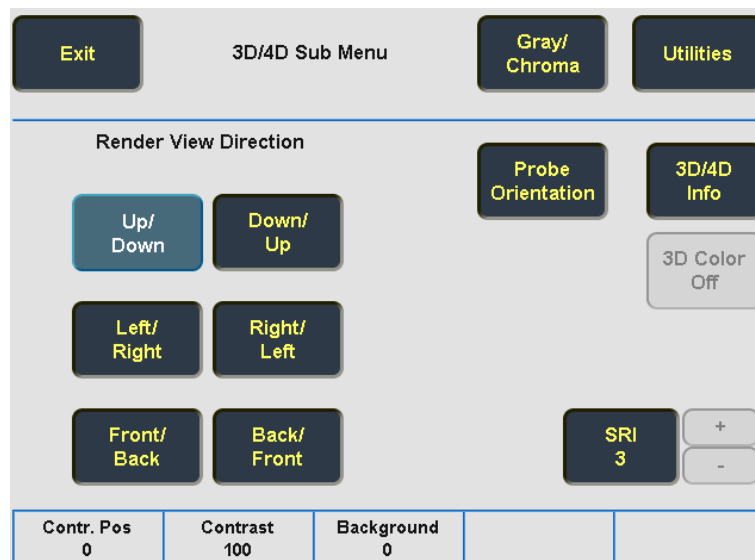 Exit
3D/4D Sub Menu
Gray/
Chroma
Utilities
Render View Direction
Probe
Orientation
3D/4D
Info
Up/
Down
Down/
Up
3D Color
Off
Left/
Right
Right/
Left
Front/
Back
Back/
Front
SRI
3
+
-
Contr. Pos
0
Contrast
100
Background
0